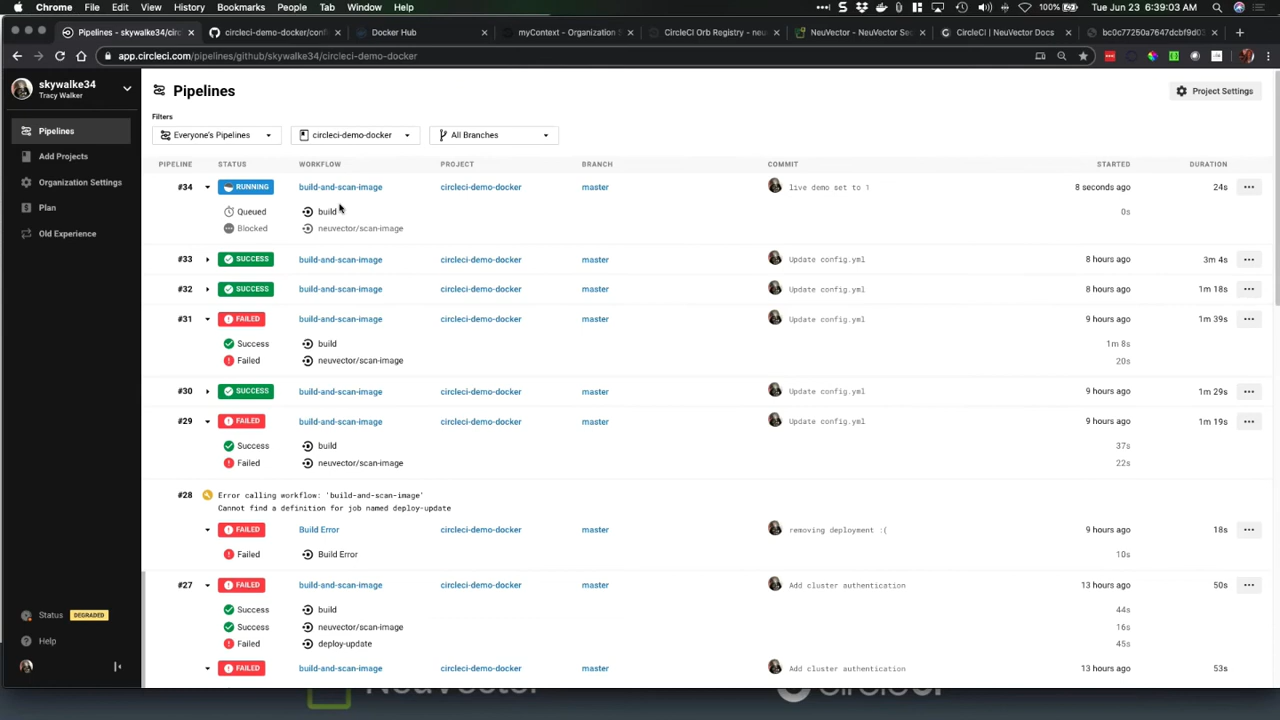 Chrome File Edit View History Bookmarks People Tab Window Help 100% Tue Jun 23 6:39:03 AM
Pipelines - skywalke34/circ × circleci-demo-docker/conf × Docker Hub × myContext - Organization S × CircleCI Orb Registry - neu × NeuVector - NeuVector Sec × CircleCI | NeuVector Docs × bc0c77250a7647dcbf9d03 × +
app.circleci.com/pipelines/github/skywalke34/circleci-demo-docker
skywalke34
Tracy Walker
Pipelines
Add Projects
Organization Settings
Plan
Old Experience
Status DEGRADED
Help
Pipelines
Project Settings
Filters
Everyone's Pipelines circleci-demo-docker All Branches
PIPELINE STATUS WORKFLOW PROJECT BRANCH COMMIT STARTED DURATION
#34 RUNNING build-and-scan-image circleci-demo-docker master live demo set to 1 8 seconds ago 24s
Queued build 0s
Blocked neuvector/scan-image
#33 SUCCESS build-and-scan-image circleci-demo-docker master Update config.yml 8 hours ago 3m 4s
#32 SUCCESS build-and-scan-image circleci-demo-docker master Update config.yml 8 hours ago 1m 18s
#31 FAILED build-and-scan-image circleci-demo-docker master Update config.yml 9 hours ago 1m 39s
Success build 1m 8s
Failed neuvector/scan-image 20s
#30 SUCCESS build-and-scan-image circleci-demo-docker master Update config.yml 9 hours ago 1m 29s
#29 FAILED build-and-scan-image circleci-demo-docker master Update config.yml 9 hours ago 1m 19s
Success build 37s
Failed neuvector/scan-image 22s
#28 Error calling workflow: 'build-and-scan-image'
Cannot find a definition for job named deploy-update
FAILED Build Error circleci-demo-docker master removing deployment :( 9 hours ago 18s
Failed Build Error 10s
#27 FAILED build-and-scan-image circleci-demo-docker master Add cluster authentication 13 hours ago 50s
Success build 44s
Success neuvector/scan-image 16s
Failed deploy-update 45s
FAILED build-and-scan-image circleci-demo-docker master Add cluster authentication 13 hours ago 53s